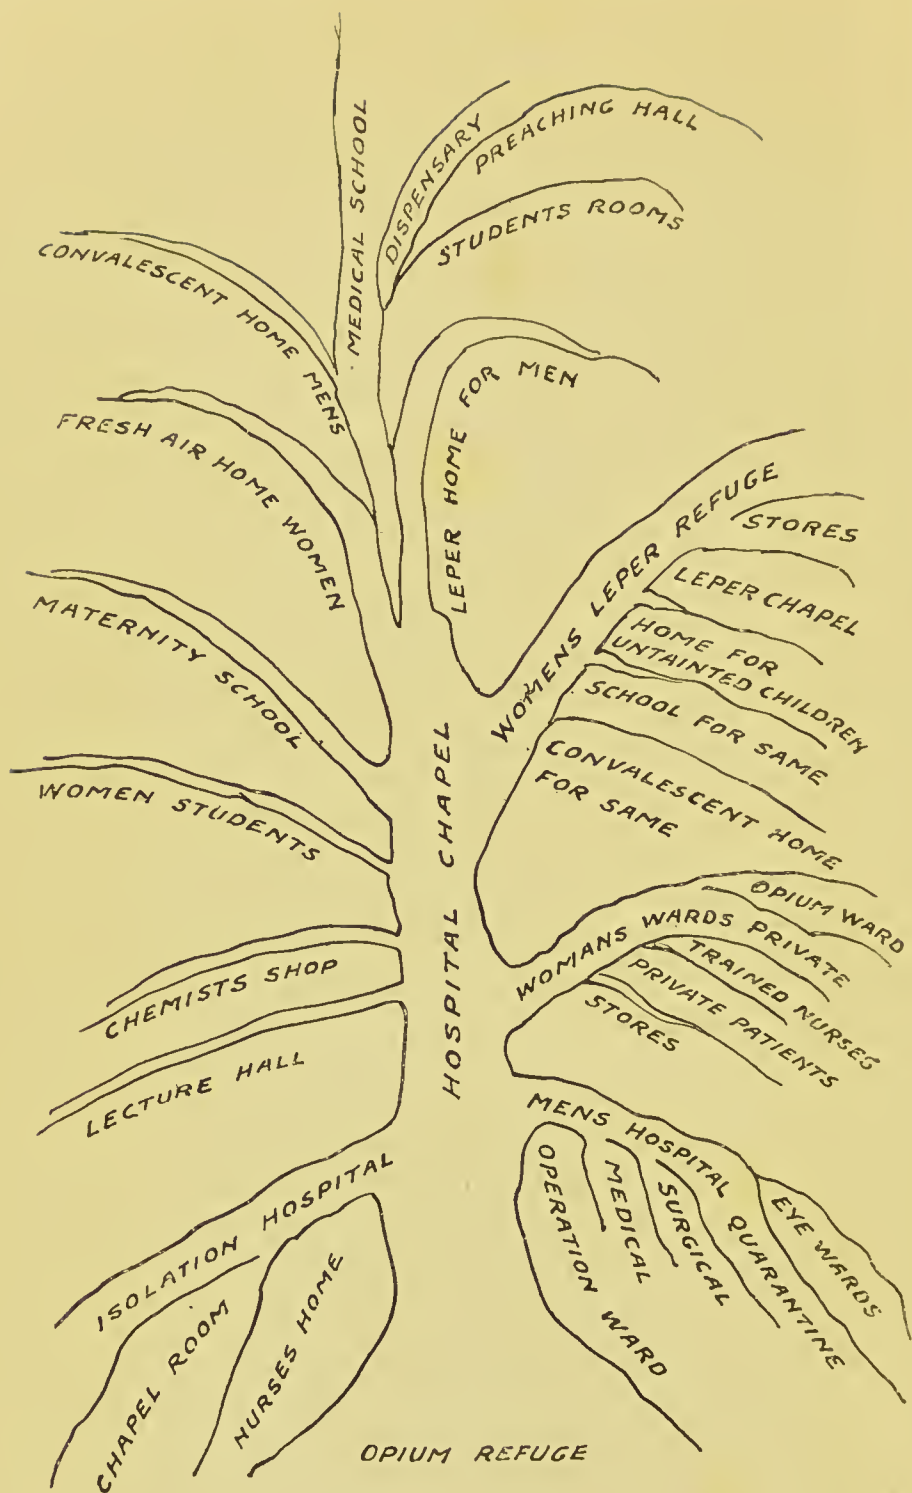 MEDICAL SCHOOL
DISPENSARY
PREACHING HALL
STUDENTS ROOMS
CONVALESCENT HOME MENS
LEPER HOME FOR MEN
FRESH AIR HOME WOMEN
WOMENS LEPER REFUGE
STORES
LEPER CHAPEL
HOME FOR
UNTAINTED CHILDREN
SCHOOL FOR SAME
CONVALESCENT HOME
FOR SAME
MATERNITY SCHOOL
WOMEN STUDENTS
HOSPITAL CHAPEL
OPIUM WARD
WOMANS WARDS PRIVATE
TRAINED NURSES
PRIVATE PATIENTS
STORES
CHEMISTS SHOP
LECTURE HALL
MENS HOSPITAL QUARANTINE
EYE WARDS
SURGICAL
MEDICAL
OPERATION WARD
ISOLATION HOSPITAL
CHAPEL ROOM
NURSES HOME
OPIUM REFUGE